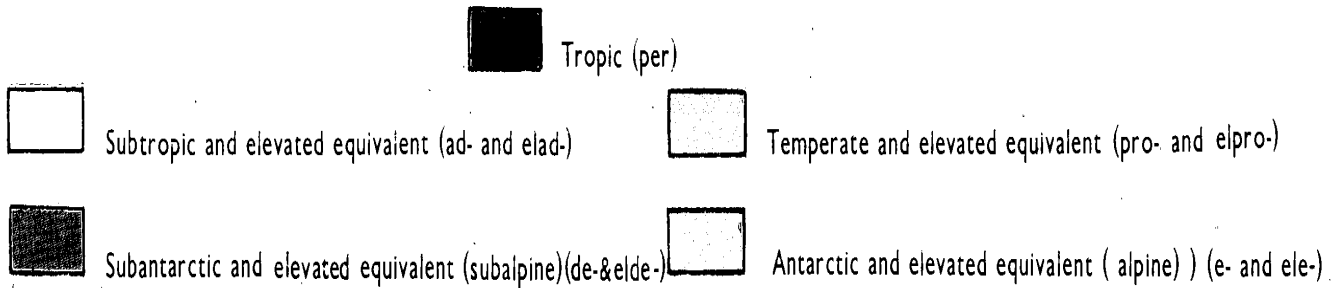 Tropic (per)
Subtropic and elevated equivalent (ad- and elad-)
Temperate and elevated equivalent (pro- and elpro-)
Subantarctic and elevated equivalent (subalpine)(de-&elde-)
Antarctic and elevated equivalent ( alpine) ) (e- and ele-)